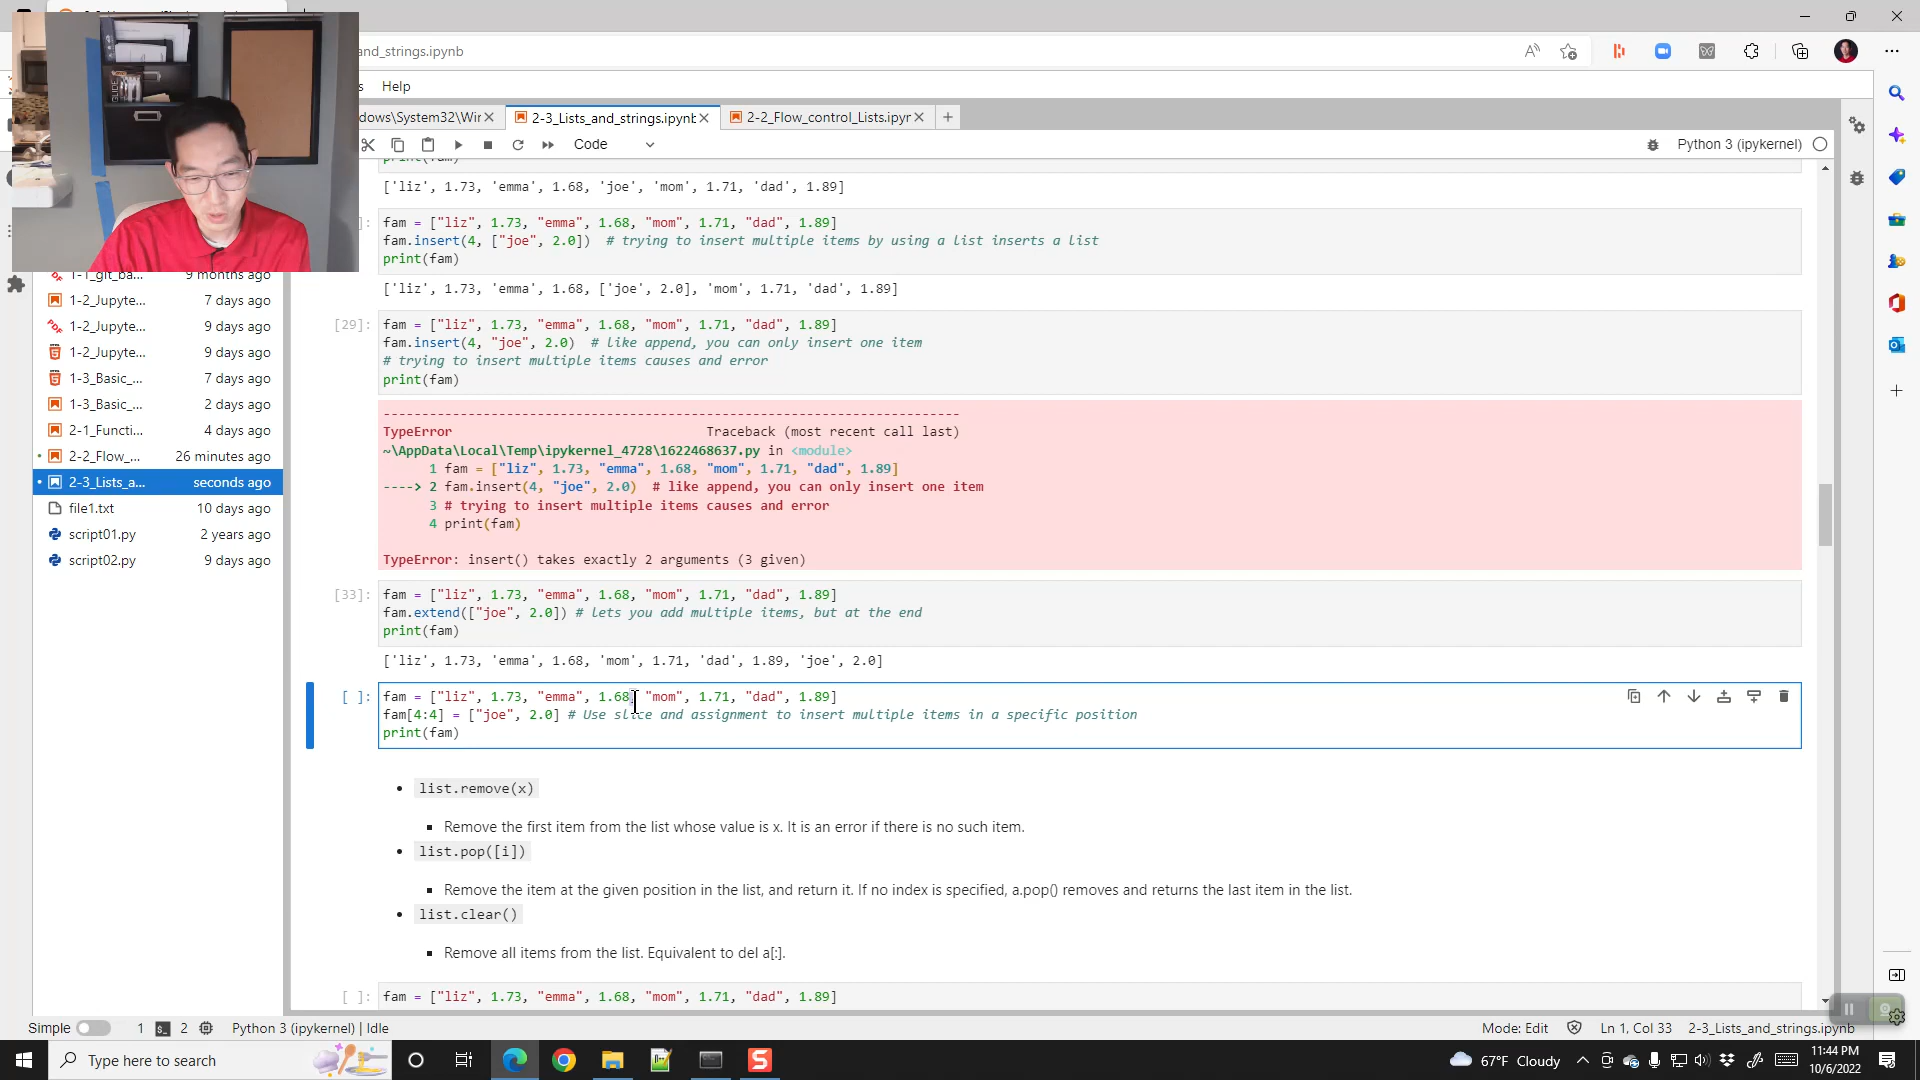 and_strings.ipynb
Help
dows\System32\Wir
2-3_Lists_and_strings.ipynt
2-2_Flow_control_Lists.ipyr
Code
Python 3 (ipykernel)
print(fam)
['liz', 1.73, 'emma', 1.68, 'joe', 'mom', 1.71, 'dad', 1.89]
]:
fam = ["liz", 1.73, "emma", 1.68, "mom", 1.71, "dad", 1.89]
fam.insert(4, ["joe", 2.0])  # trying to insert multiple items by using a list inserts a list
print(fam)
['liz', 1.73, 'emma', 1.68, ['joe', 2.0], 'mom', 1.71, 'dad', 1.89]
[29]:
fam = ["liz", 1.73, "emma", 1.68, "mom", 1.71, "dad", 1.89]
fam.insert(4, "joe", 2.0)  # like append, you can only insert one item
# trying to insert multiple items causes and error
print(fam)
---------------------------------------------------------------------------
TypeError                                 Traceback (most recent call last)
~\AppData\Local\Temp\ipykernel_4728\1622468637.py in <module>
1 fam = ["liz", 1.73, "emma", 1.68, "mom", 1.71, "dad", 1.89]
----> 2 fam.insert(4, "joe", 2.0)  # like append, you can only insert one item
3 # trying to insert multiple items causes and error
4 print(fam)
TypeError: insert() takes exactly 2 arguments (3 given)
[33]:
fam = ["liz", 1.73, "emma", 1.68, "mom", 1.71, "dad", 1.89]
fam.extend(["joe", 2.0]) # lets you add multiple items, but at the end
print(fam)
['liz', 1.73, 'emma', 1.68, 'mom', 1.71, 'dad', 1.89, 'joe', 2.0]
[ ]:
fam = ["liz", 1.73, "emma", 1.68, "mom", 1.71, "dad", 1.89]
fam[4:4] = ["joe", 2.0] # Use slice and assignment to insert multiple items in a specific position
print(fam)
• list.remove(x)
▪ Remove the first item from the list whose value is x. It is an error if there is no such item.
• list.pop([i])
▪ Remove the item at the given position in the list, and return it. If no index is specified, a.pop() removes and returns the last item in the list.
• list.clear()
▪ Remove all items from the list. Equivalent to del a[:].
[ ]:
fam = ["liz", 1.73, "emma", 1.68, "mom", 1.71, "dad", 1.89]
1-1_git_ba... 9 months ago
1-2_Jupyte... 7 days ago
1-2_Jupyte... 9 days ago
1-2_Jupyte... 9 days ago
1-3_Basic_... 7 days ago
1-3_Basic_... 2 days ago
2-1_Functi... 4 days ago
2-2_Flow_... 26 minutes ago
2-3_Lists_a... seconds ago
file1.txt 10 days ago
script01.py 2 years ago
script02.py 9 days ago
Simple 1 2 Python 3 (ipykernel) | Idle
Mode: Edit Ln 1, Col 33 2-3_Lists_and_strings.ipynb
Type here to search
67°F Cloudy
11:44 PM
10/6/2022